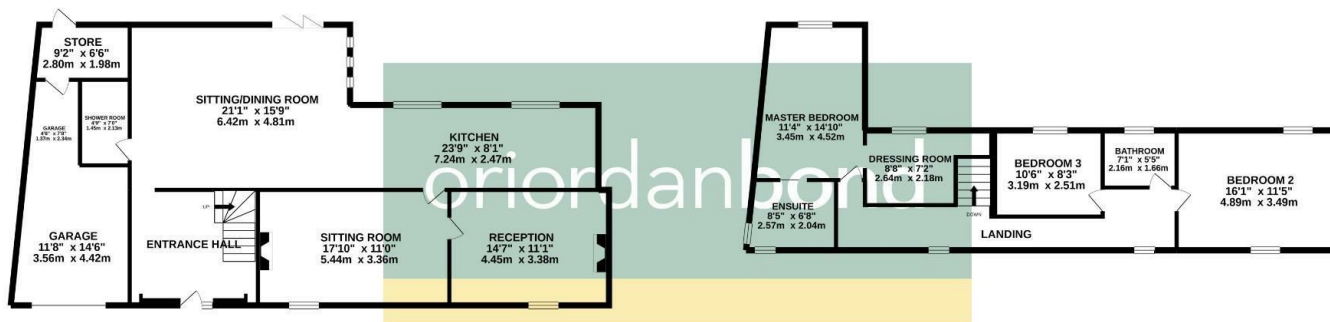 STORE
9'2" x 6'6"
2.80m x 1.98m
SITTING/DINING ROOM
21'1" x 15'9"
6.42m x 4.81m
SHOWER ROOM
4'9" x 7'0"
1.45m x 2.13m
GARAGE
4'6" x 7'8"
1.37m x 2.34m
KITCHEN
23'9" x 8'1"
7.24m x 2.47m
UP
GARAGE
11'8" x 14'6"
3.56m x 4.42m
ENTRANCE HALL
SITTING ROOM
17'10" x 11'0"
5.44m x 3.36m
RECEPTION
14'7" x 11'1"
4.45m x 3.38m
oriordanbond
MASTER BEDROOM
11'4" x 14'10"
3.45m x 4.52m
DRESSING ROOM
8'8" x 7'2"
2.64m x 2.18m
ENSUITE
8'5" x 6'8"
2.57m x 2.04m
DOWN
BEDROOM 3
10'6" x 8'3"
3.19m x 2.51m
BATHROOM
7'1" x 5'5"
2.16m x 1.66m
BEDROOM 2
16'1" x 11'5"
4.89m x 3.49m
LANDING